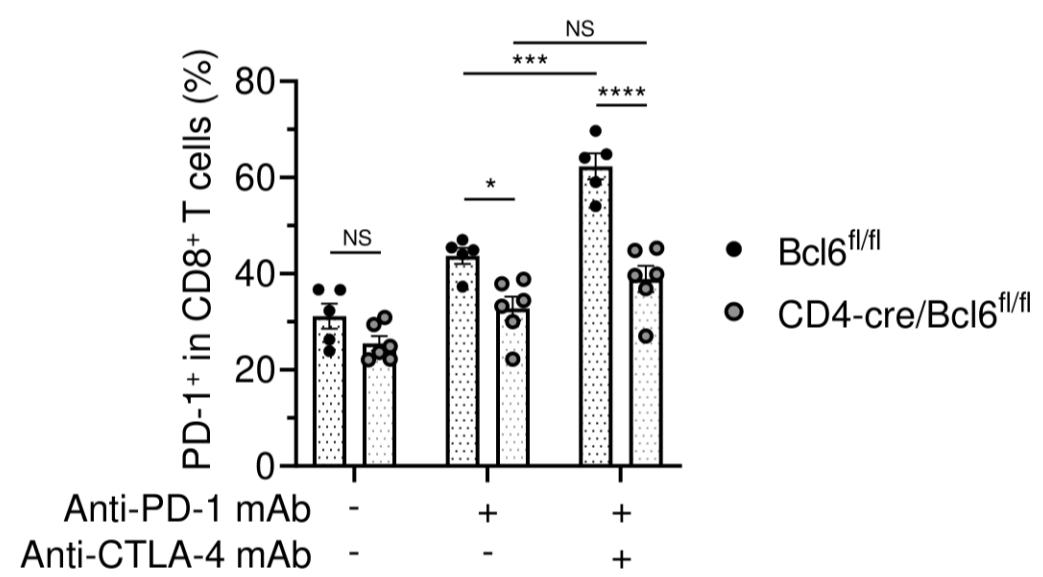 NS
***
80
****
60
*
NS
40
20
0
PD-1⁺ in CD8⁺ T cells (%)
Bcl6fl/fl
CD4-cre/Bcl6fl/fl
Anti-PD-1 mAb - + +
Anti-CTLA-4 mAb - - +